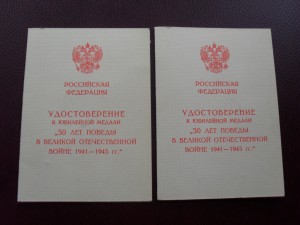 РОССИЙСКАЯ
ФЕДЕРАЦИЯ
УДОСТОВЕРЕНИЕ
К ЮБИЛЕЙНОЙ МЕДАЛИ
„50 ЛЕТ ПОБЕДЫ
В ВЕЛИКОЙ ОТЕЧЕСТВЕННОЙ
ВОЙНЕ 1941—1945 гг."
РОССИЙСКАЯ
ФЕДЕРАЦИЯ
УДОСТОВЕРЕНИЕ
К ЮБИЛЕЙНОЙ МЕДАЛИ
„50 ЛЕТ ПОБЕДЫ
В ВЕЛИКОЙ ОТЕЧЕСТВЕННОЙ
ВОЙНЕ 1941—1945 гг."